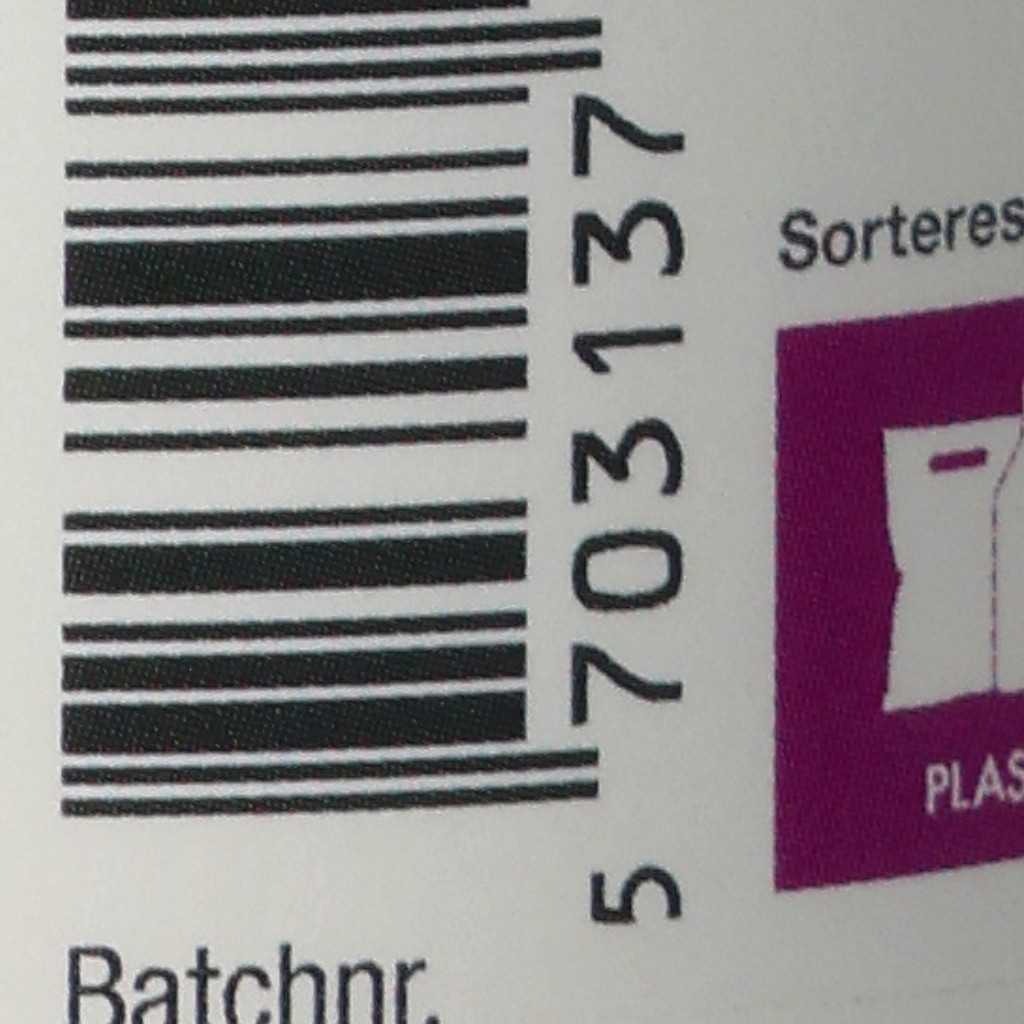 5 703137
Sorteres
PLAS
Batchnr.